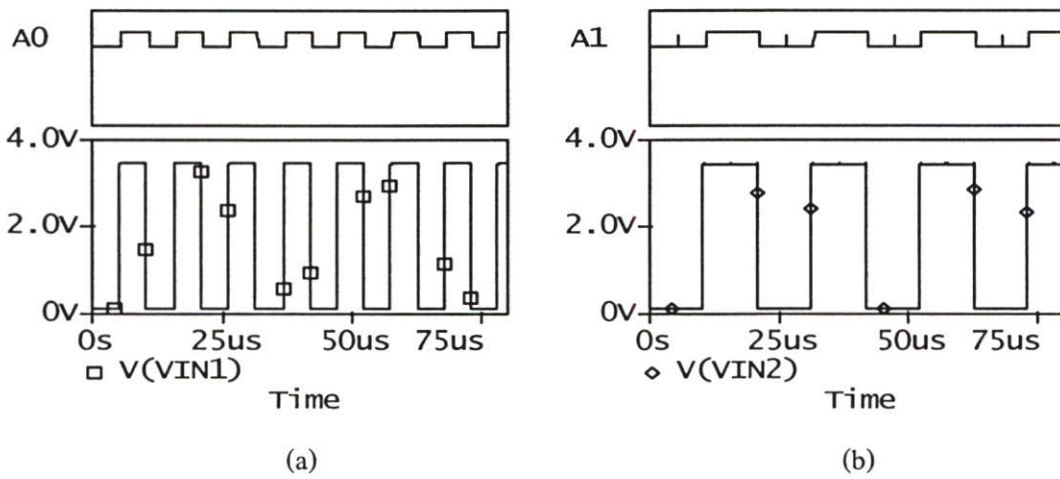 A0
4.0V
2.0V
0V
0s 25us 50us 75us
V(VIN1)
Time
(a)
A1
4.0V
2.0V
0V
0s 25us 50us 75us
V(VIN2)
Time
(b)